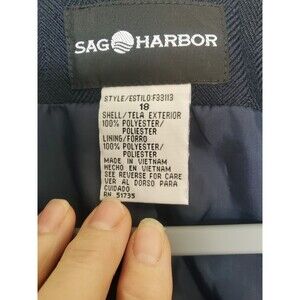 SAG HARBOR
STYLE/ESTILO:F33113
18
SHELL/TELA EXTERIOR
100% POLYESTER/
POLIESTER
LINING/FORRO
100% POLYESTER/
POLIESTER
MADE IN VIETNAM
HECHO EN VIETNAM
SEE REVERSE FOR CARE
VER AL DORSO PARA
CUIDADO
RN 51735